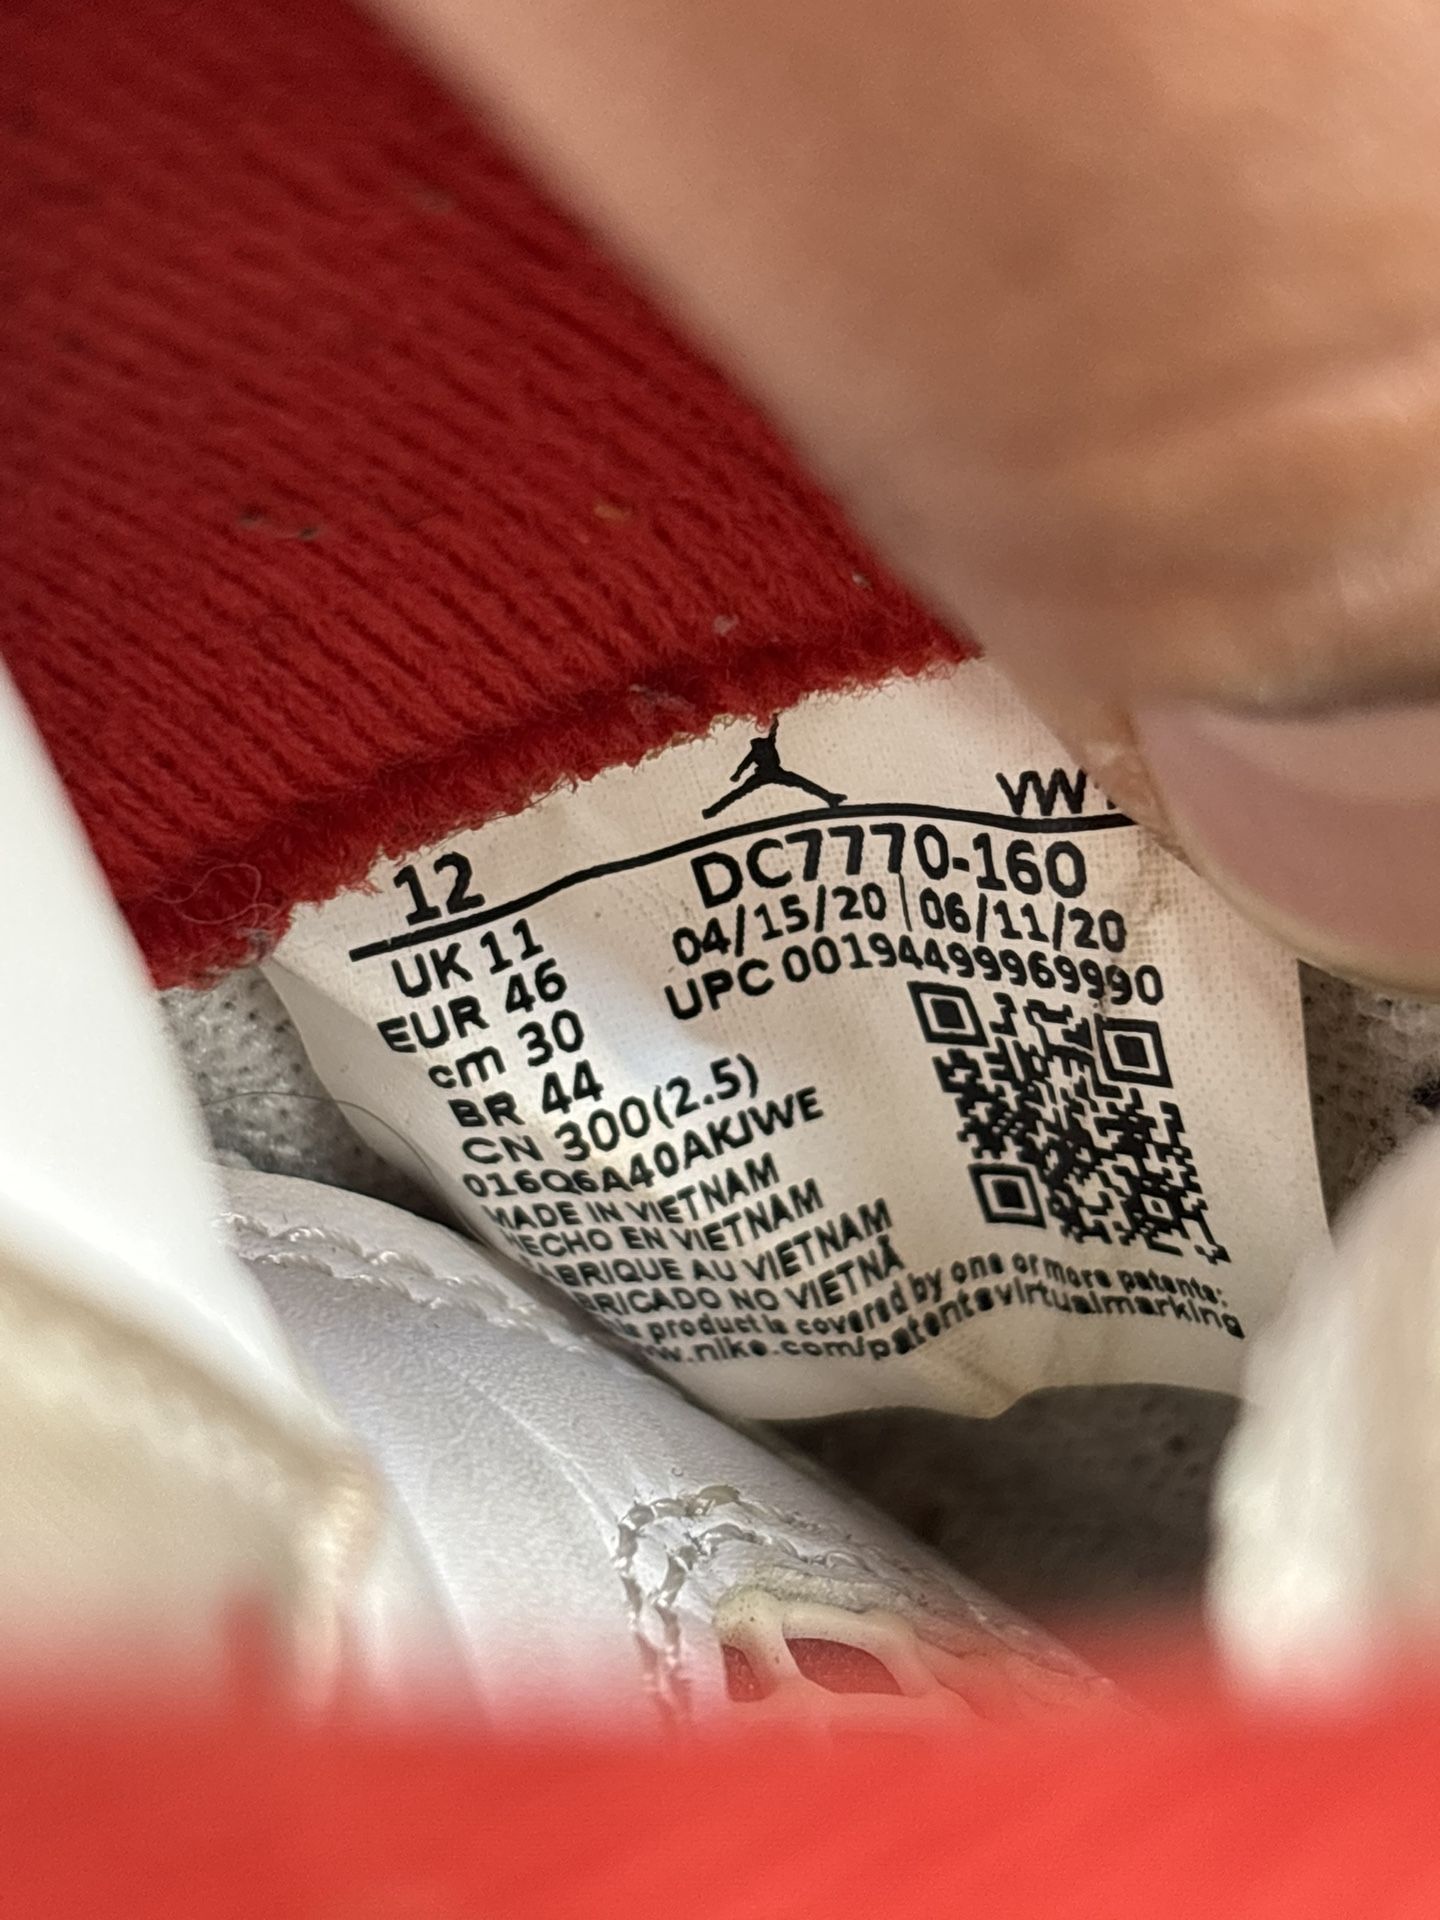 VW
12
DC7770-160
UK 11
04/15/20 | 06/11/20
EUR 46
UPC 00194499969990
cm 30
BR 44
CN 300(2.5)
016Q6A40AKJWE
MADE IN VIETNAM
HECHO EN VIETNAM
FABRIQUE AU VIETNAM
FABRICADO NO VIETNÃ
product is covered by one or more patents:
www.nike.com/patentsvirtualmarking